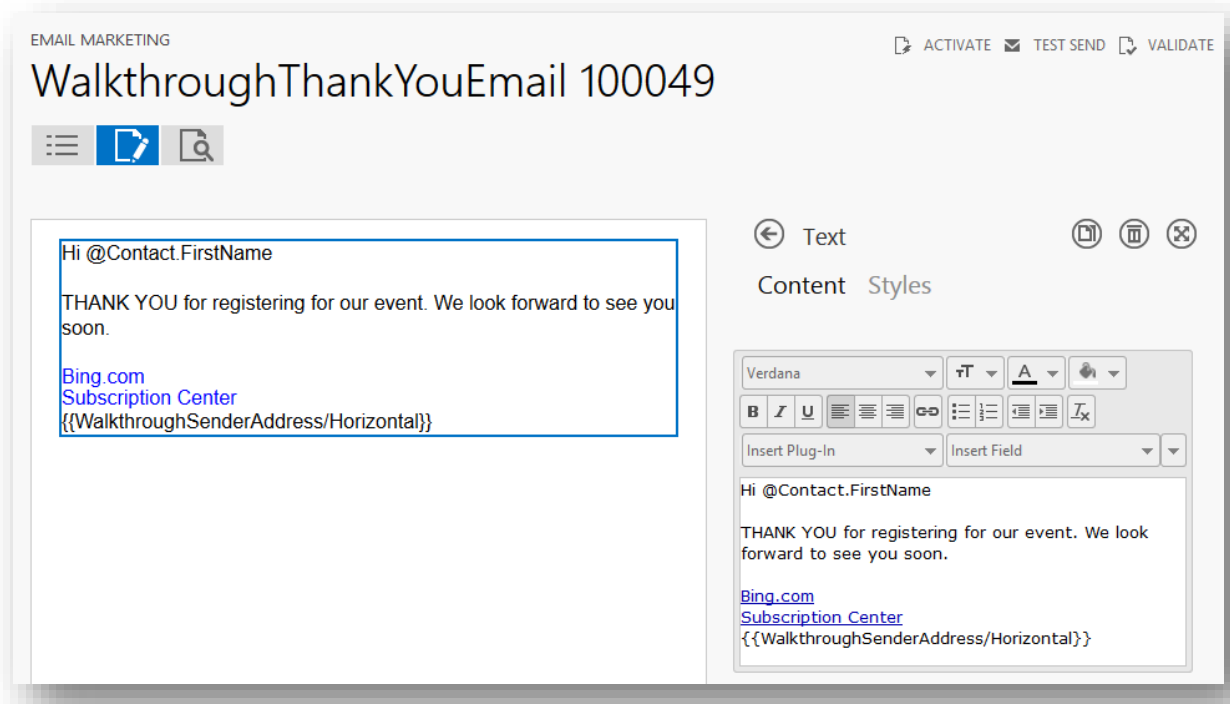 EMAIL MARKETING
ACTIVATE TEST SEND VALIDATE
WalkthroughThankYouEmail 100049
Hi @Contact.FirstName
THANK YOU for registering for our event. We look forward to see you
soon.
Bing.com
Subscription Center
{{WalkthroughSenderAddress/Horizontal}}
Text
Content Styles
Verdana
B I U
Insert Plug-In Insert Field
Hi @Contact.FirstName
THANK YOU for registering for our event. We look
forward to see you soon.
Bing.com
Subscription Center
{{WalkthroughSenderAddress/Horizontal}}